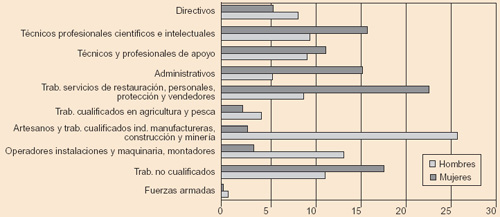 Directivos
Técnicos profesionales científicos e intelectuales
Técnicos y profesionales de apoyo
Administrativos
Trab. servicios de restauración, personales,
protección y vendedores
Trab. cualificados en agricultura y pesca
Artesanos y trab. cualificados ind. manufactureras,
construcción y minería
Operadores instalaciones y maquinaria, montadores
Trab. no cualificados
Fuerzas armadas
Hombres
Mujeres
0 5 10 15 20 25 30